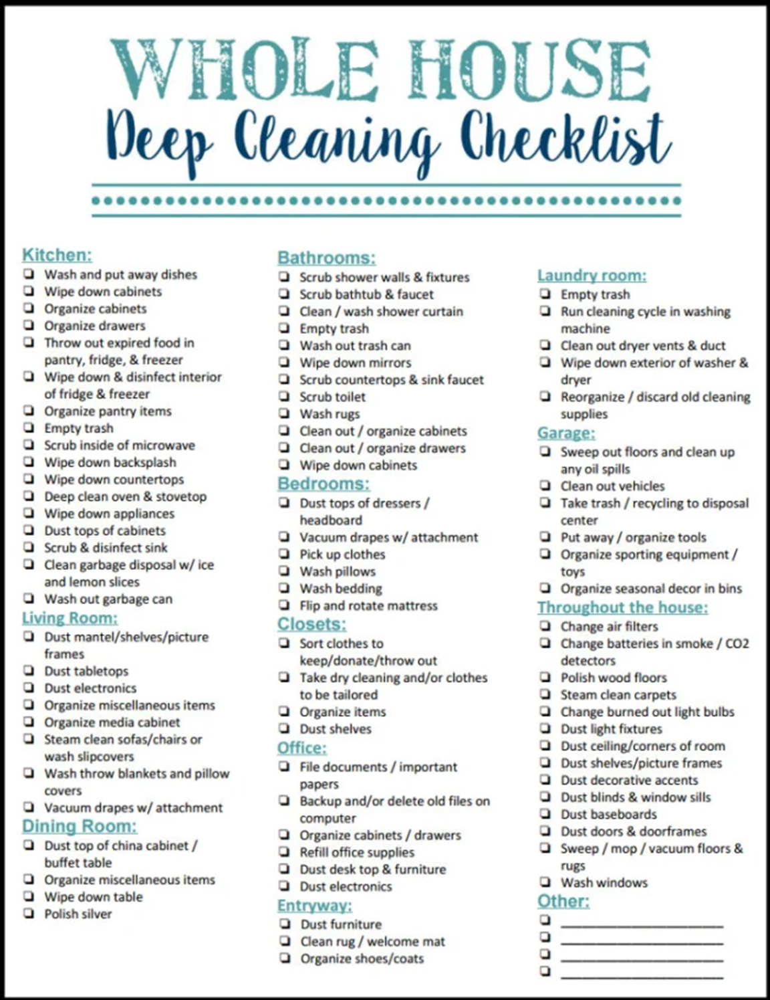 WHOLE HOUSE
Deep Cleaning Checklist
Kitchen:
Wash and put away dishes
Wipe down cabinets
Organize cabinets
Organize drawers
Throw out expired food in
pantry, fridge, & freezer
Wipe down & disinfect interior
of fridge & freezer
Organize pantry items
Empty trash
Scrub inside of microwave
Wipe down backsplash
Wipe down countertops
Deep clean oven & stovetop
Wipe down appliances
Dust tops of cabinets
Scrub & disinfect sink
Clean garbage disposal w/ ice
and lemon slices
Wash out garbage can
Living Room:
Dust mantel/shelves/picture
frames
Dust tabletops
Dust electronics
Organize miscellaneous items
Organize media cabinet
Steam clean sofas/chairs or
wash slipcovers
Wash throw blankets and pillow
covers
Vacuum drapes w/ attachment
Dining Room:
Dust top of china cabinet /
buffet table
Organize miscellaneous items
Wipe down table
Polish silver
Bathrooms:
Scrub shower walls & fixtures
Scrub bathtub & faucet
Clean / wash shower curtain
Empty trash
Wash out trash can
Wipe down mirrors
Scrub countertops & sink faucet
Scrub toilet
Wash rugs
Clean out / organize cabinets
Clean out / organize drawers
Wipe down cabinets
Bedrooms:
Dust tops of dressers /
headboard
Vacuum drapes w/ attachment
Pick up clothes
Wash pillows
Wash bedding
Flip and rotate mattress
Closets:
Sort clothes to
keep/donate/throw out
Take dry cleaning and/or clothes
to be tailored
Organize items
Dust shelves
Office:
File documents / important
papers
Backup and/or delete old files on
computer
Organize cabinets / drawers
Refill office supplies
Dust desk top & furniture
Dust electronics
Entryway:
Dust furniture
Clean rug / welcome mat
Organize shoes/coats
Laundry room:
Empty trash
Run cleaning cycle in washing
machine
Clean out dryer vents & duct
Wipe down exterior of washer &
dryer
Reorganize / discard old cleaning
supplies
Garage:
Sweep out floors and clean up
any oil spills
Clean out vehicles
Take trash / recycling to disposal
center
Put away / organize tools
Organize sporting equipment /
toys
Organize seasonal decor in bins
Throughout the house:
Change air filters
Change batteries in smoke / CO2
detectors
Polish wood floors
Steam clean carpets
Change burned out light bulbs
Dust light fixtures
Dust ceiling/corners of room
Dust shelves/picture frames
Dust decorative accents
Dust blinds & window sills
Dust baseboards
Dust doors & doorframes
Sweep / mop / vacuum floors &
rugs
Wash windows
Other: